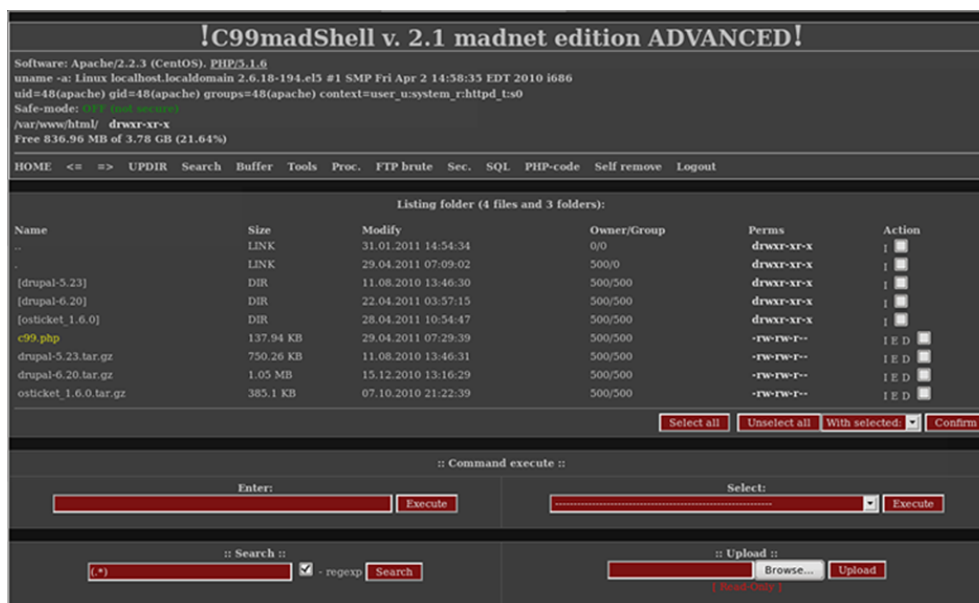 !C99madShell v. 2.1 madnet edition ADVANCED!
Software: Apache/2.2.3 (CentOS). PHP/5.1.6
uname -a: Linux localhost.localdomain 2.6.18-194.el5 #1 SMP Fri Apr 2 14:58:35 EDT 2010 i686
uid=48(apache) gid=48(apache) groups=48(apache) context=user_u:system_r:httpd_t:s0
Safe-mode: OFF (not secure)
/var/www/html/ drwxr-xr-x
Free 836.96 MB of 3.78 GB (21.64%)
HOME <= => UPDIR Search Buffer Tools Proc. FTP brute Sec. SQL PHP-code Self remove Logout
Listing folder (4 files and 3 folders):
Name Size Modify Owner/Group Perms Action
.. LINK 31.01.2011 14:54:34 0/0 drwxr-xr-x I
. LINK 29.04.2011 07:09:02 500/0 drwxr-xr-x I
[drupal-5.23] DIR 11.08.2010 13:46:30 500/500 drwxr-xr-x I
[drupal-6.20] DIR 22.04.2011 03:57:15 500/500 drwxr-xr-x I
[osticket_1.6.0] DIR 28.04.2011 10:54:47 500/500 drwxr-xr-x I
c99.php 137.94 KB 29.04.2011 07:29:39 500/500 -rw-rw-r-- I E D
drupal-5.23.tar.gz 750.26 KB 11.08.2010 13:46:31 500/500 -rw-rw-r-- I E D
drupal-6.20.tar.gz 1.05 MB 15.12.2010 13:16:29 500/500 -rw-rw-r-- I E D
osticket_1.6.0.tar.gz 385.1 KB 07.10.2010 21:22:39 500/500 -rw-rw-r-- I E D
Select all Unselect all With selected: Confirm
:: Command execute ::
Enter:
Execute
Select:
----------------------------------------------------------- Execute
:: Search ::
(.*) - regexp Search
:: Upload ::
Browse... Upload
[ Read-Only ]